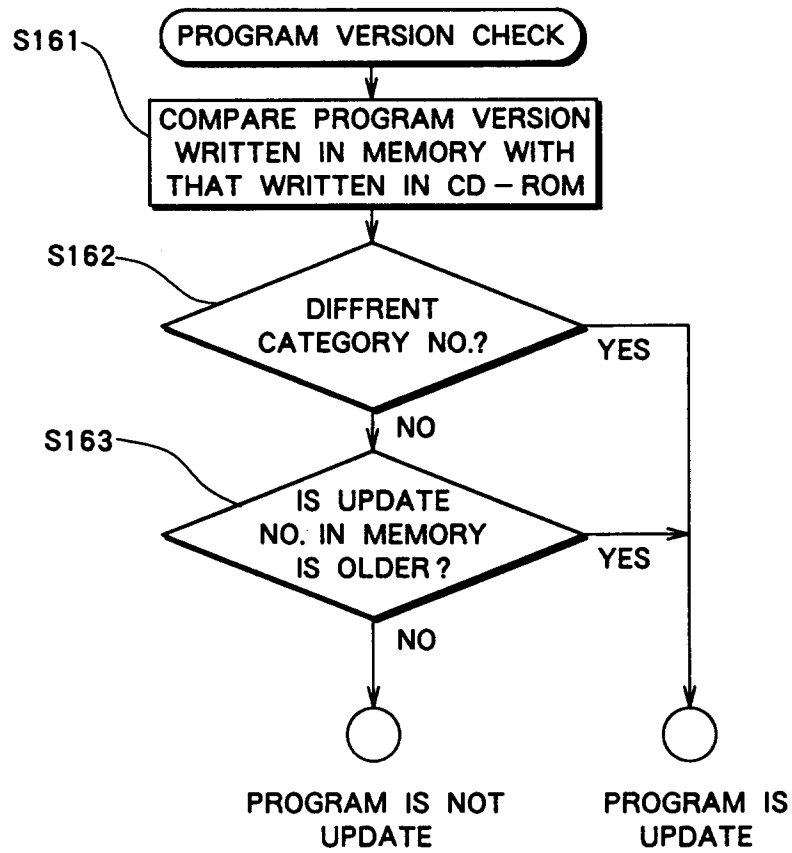 S161
PROGRAM VERSION CHECK
COMPARE PROGRAM VERSION
WRITTEN IN MEMORY WITH
THAT WRITTEN IN CD-ROM
S162
DIFFRENT
CATEGORY NO.?
YES
NO
S163
IS UPDATE
NO. IN MEMORY
IS OLDER?
YES
NO
PROGRAM IS NOT
UPDATE
PROGRAM IS
UPDATE